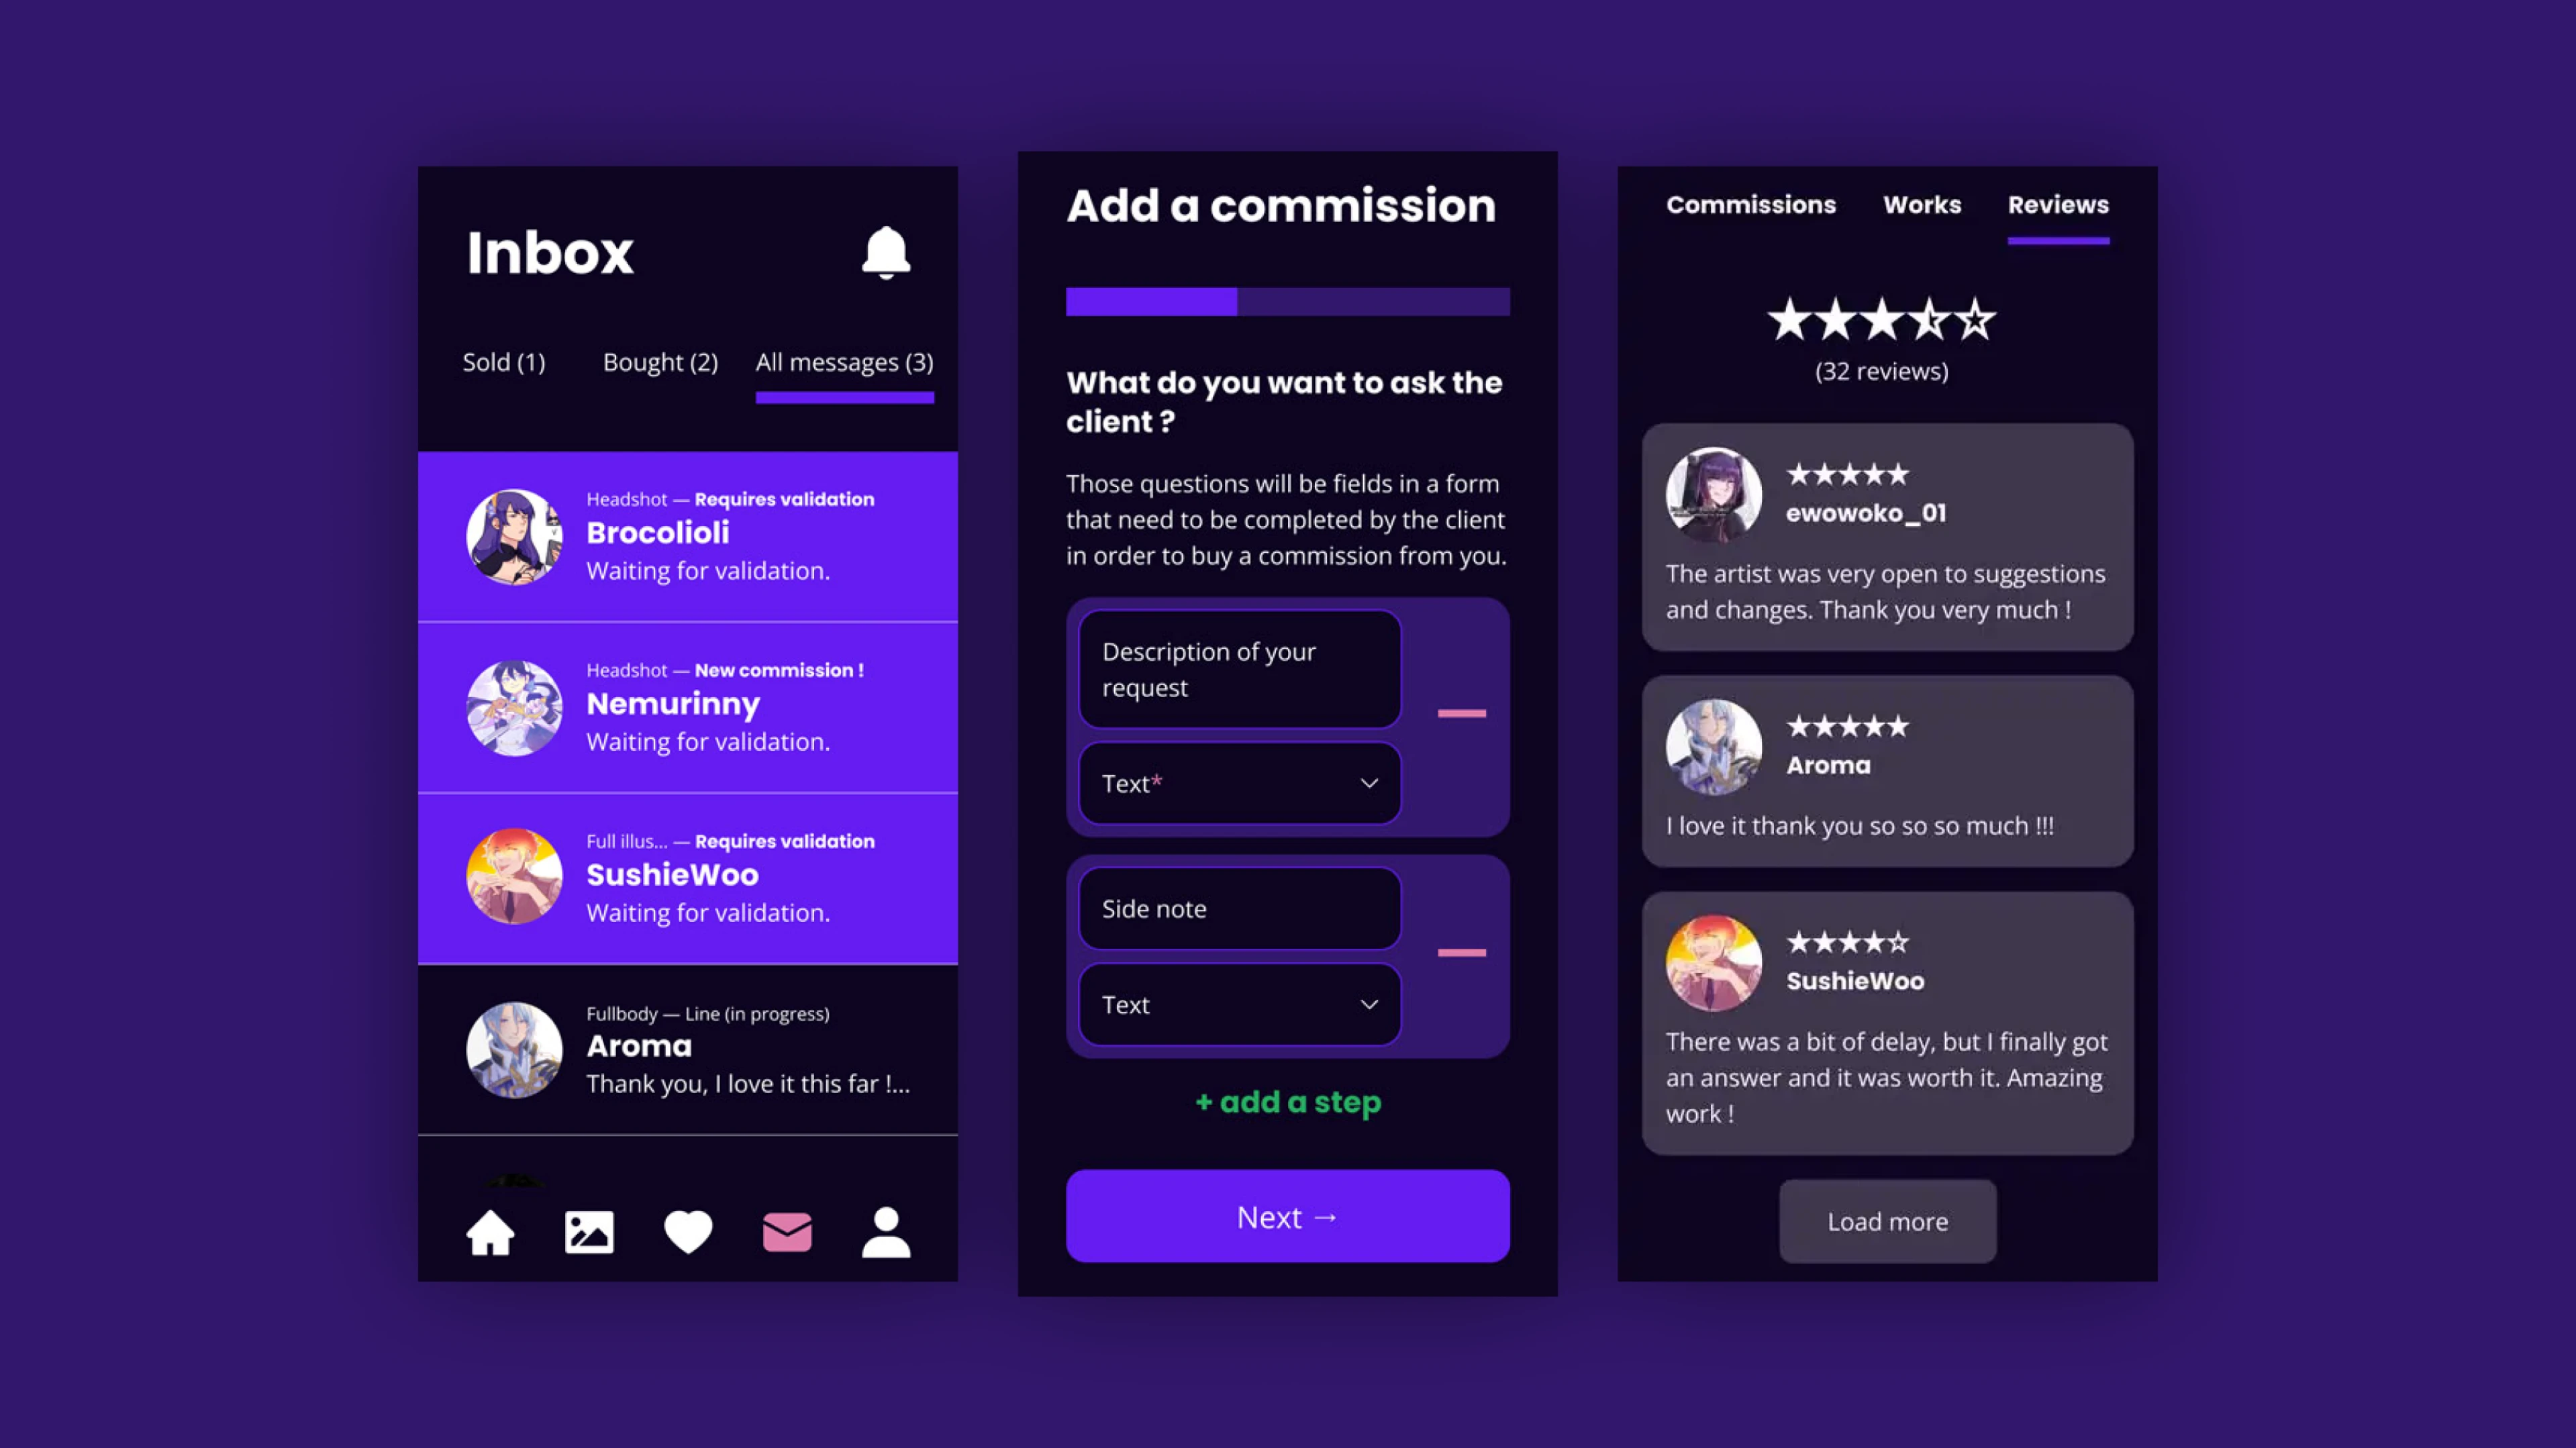 Inbox
Sold (1)
Bought (2)
All messages (3)
Headshot — Requires validation
Brocolioli
Waiting for validation.
Headshot — New commission !
Nemurinny
Waiting for validation.
Full illus... — Requires validation
SushieWoo
Waiting for validation.
Fullbody — Line (in progress)
Aroma
Thank you, I love it this far !...
Add a commission
What do you want to ask the
client ?
Those questions will be fields in a form
that need to be completed by the client
in order to buy a commission from you.
Description of your
request
Text*
Side note
Text
+ add a step
Next →
Commissions
Works
Reviews
(32 reviews)
ewowoko_01
The artist was very open to suggestions
and changes. Thank you very much !
Aroma
I love it thank you so so so much !!!
SushieWoo
There was a bit of delay, but I finally got
an answer and it was worth it. Amazing
work !
Load more